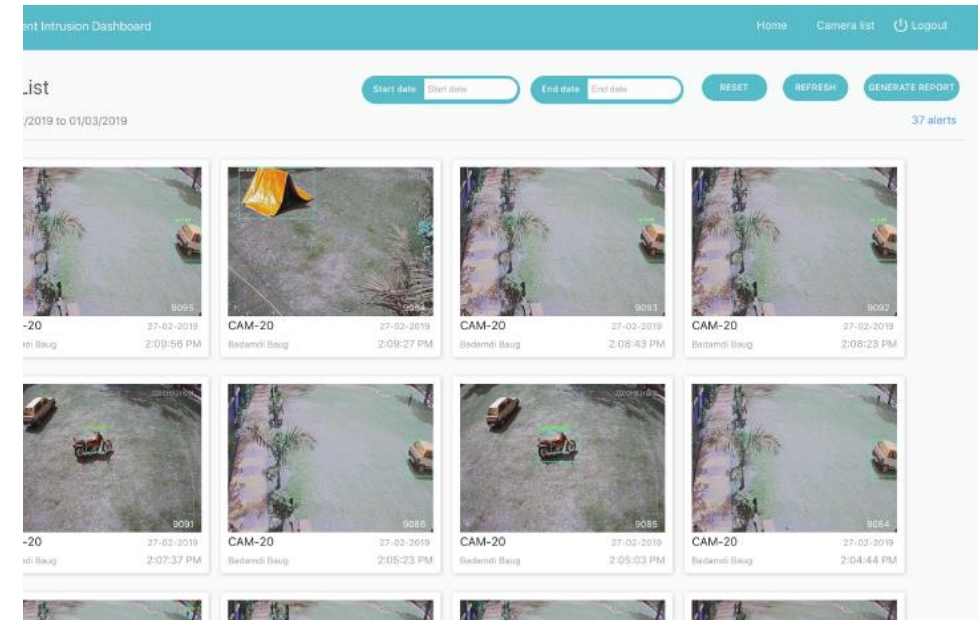 ent Intrusion Dashboard
Home Camera list Logout
List
Start date Start date End date End date RESET REFRESH GENERATE REPORT
/2019 to 01/03/2019
37 alerts
9095
9094
9093
9092
-20 27-02-2019
di Baug 2:09:56 PM
CAM-20 27-02-2019
Badamdi Baug 2:09:27 PM
CAM-20 27-02-2019
Badamdi Baug 2:08:43 PM
CAM-20 27-02-2019
Badamdi Baug 2:08:23 PM
9091
9086
9085
9084
-20 27-02-2019
di Baug 2:07:37 PM
CAM-20 27-02-2019
Badamdi Baug 2:05:23 PM
CAM-20 27-02-2019
Badamdi Baug 2:05:03 PM
CAM-20 27-02-2019
Badamdi Baug 2:04:44 PM